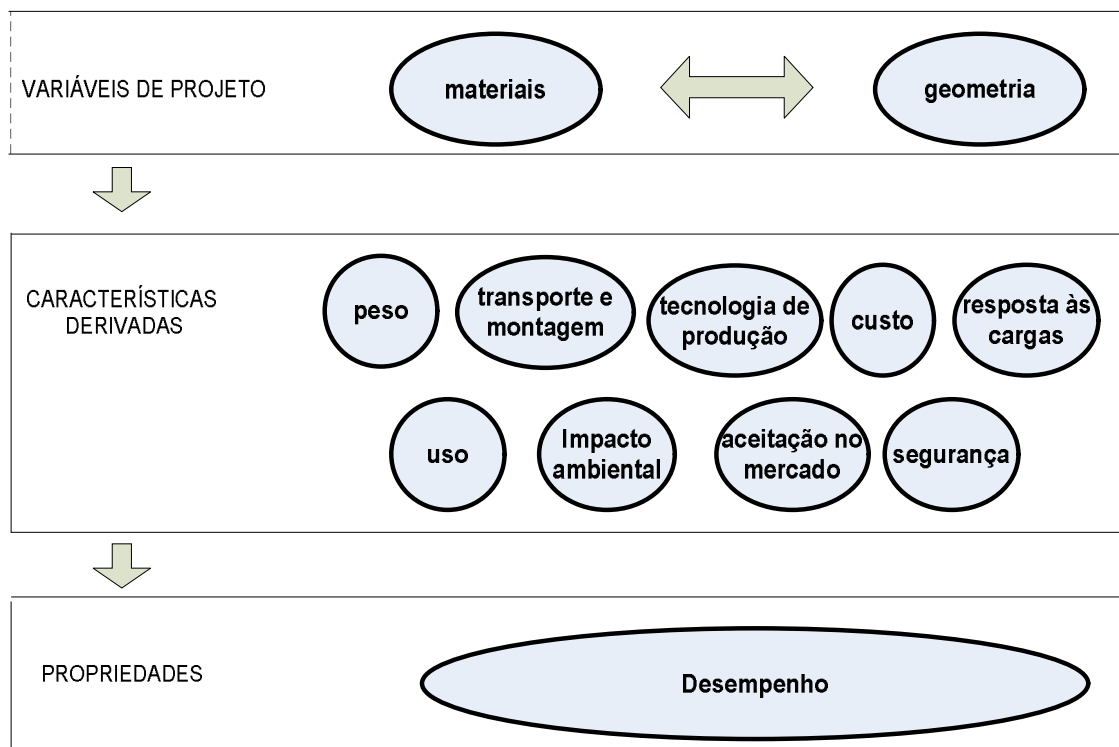 VARIÁVEIS DE PROJETO
materiais
geometria
CARACTERÍSTICAS
DERIVADAS
peso
transporte e
montagem
tecnologia de
produção
custo
resposta às
cargas
uso
Impacto
ambiental
aceitação no
mercado
segurança
PROPRIEDADES
Desempenho